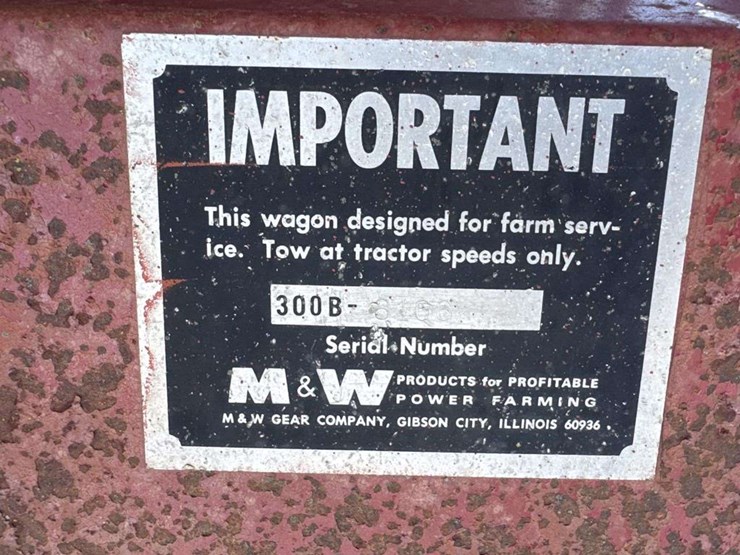 IMPORTANT
This wagon designed for farm serv-
ice. Tow at tractor speeds only.
300B-
Serial Number
M & W PRODUCTS for PROFITABLE
POWER FARMING
M & W GEAR COMPANY, GIBSON CITY, ILLINOIS 60936